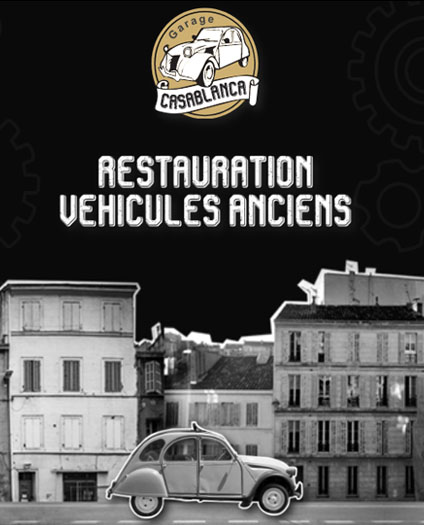 Garage
CASABLANCA
RESTAURATION
VEHICULES ANCIENS